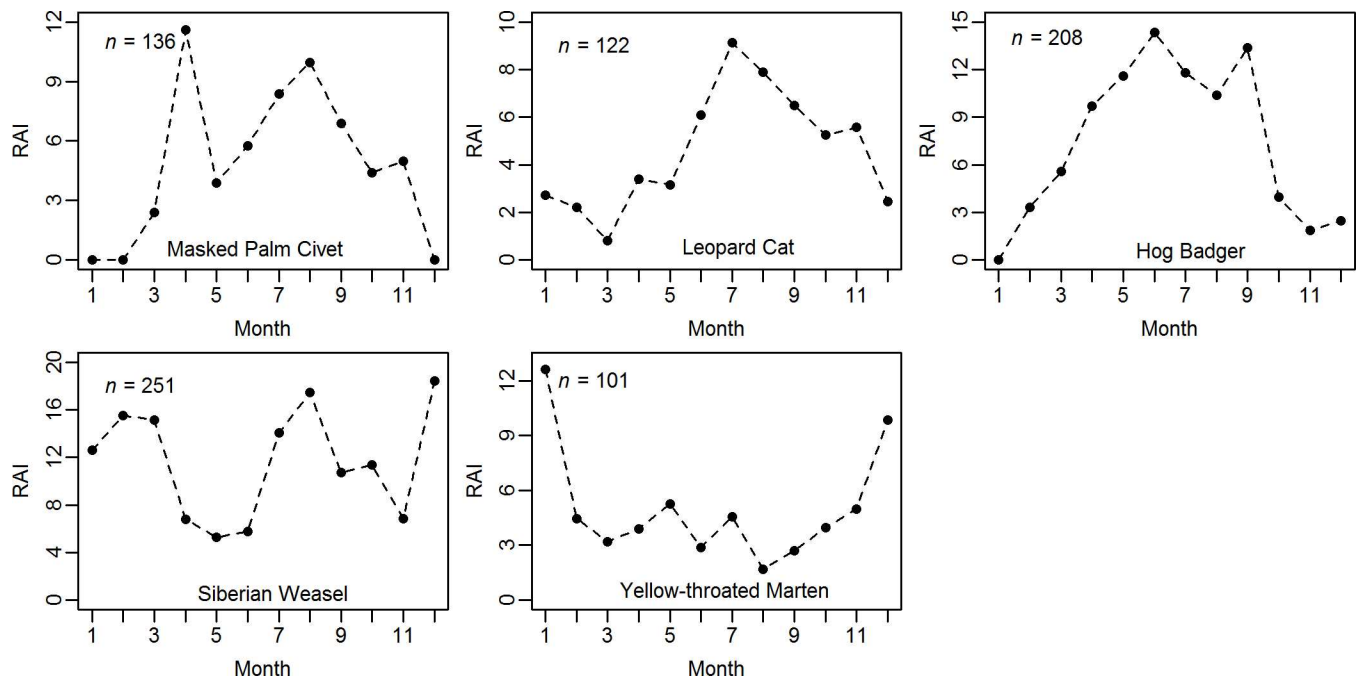 RAI
12
9
6
3
0
n = 136
Masked Palm Civet
1 3 5 7 9 11
Month
RAI
10
8
6
4
2
0
n = 122
Leopard Cat
1 3 5 7 9 11
Month
RAI
15
12
9
6
3
0
n = 208
Hog Badger
1 3 5 7 9 11
Month
RAI
20
16
12
8
4
0
n = 251
Siberian Weasel
1 3 5 7 9 11
Month
RAI
12
9
6
3
0
n = 101
Yellow-throated Marten
1 3 5 7 9 11
Month